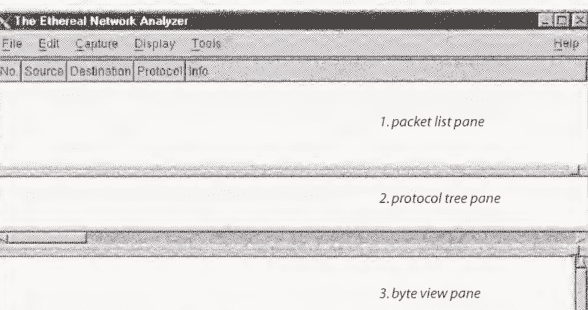 The Ethereal Network Analyzer
File Edit Capture Display Tools Help
No. Source Destination Protocol Info
1. packet list pane
2. protocol tree pane
3. byte view pane